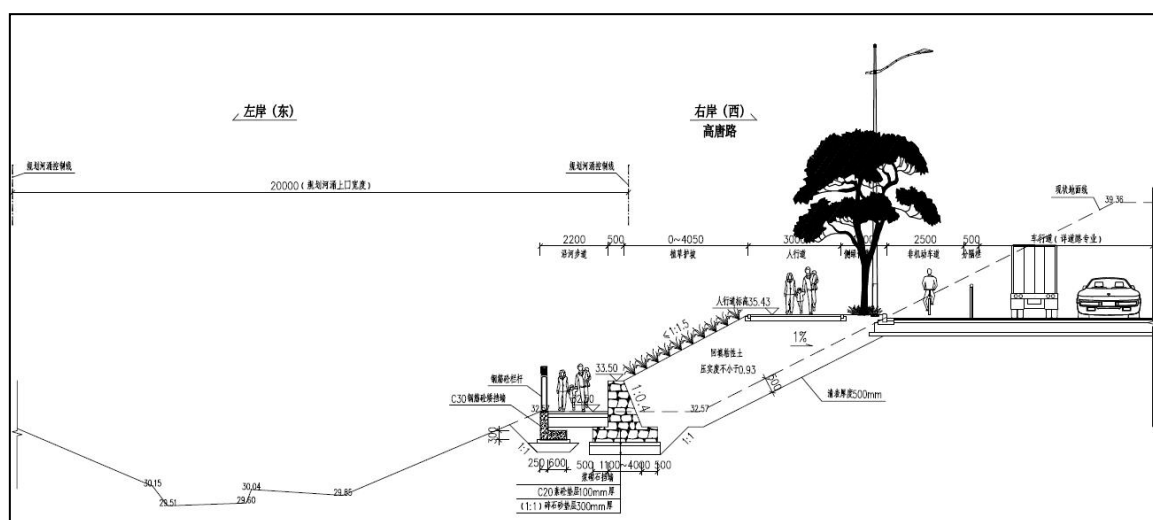 左岸（东）
右岸（西）
高唐路
规划河涌控制线
规划河涌控制线
20000（规划河涌上口宽度）
现状地面线
39.36
2200
500
0~4050
2500
500
车行道（详道路专业）
沿河步道
植草护坡
人行道
非机动车道
分隔栏
人行道标高35.43
≤1:1.5
1%
回填粘性土
压实度不小于0.93
33.50
1:0.4
500
清淤厚度500mm
钢筋砼栏杆
C30钢筋砼矮挡墙
32.57
32.57
300
1:1
1:1
30.15
29.51
30.04
29.60
29.85
250
600
500
1100~4000
500
浆砌石挡墙
C20素砼垫层100mm厚
(1:1)碎石砂垫层300mm厚